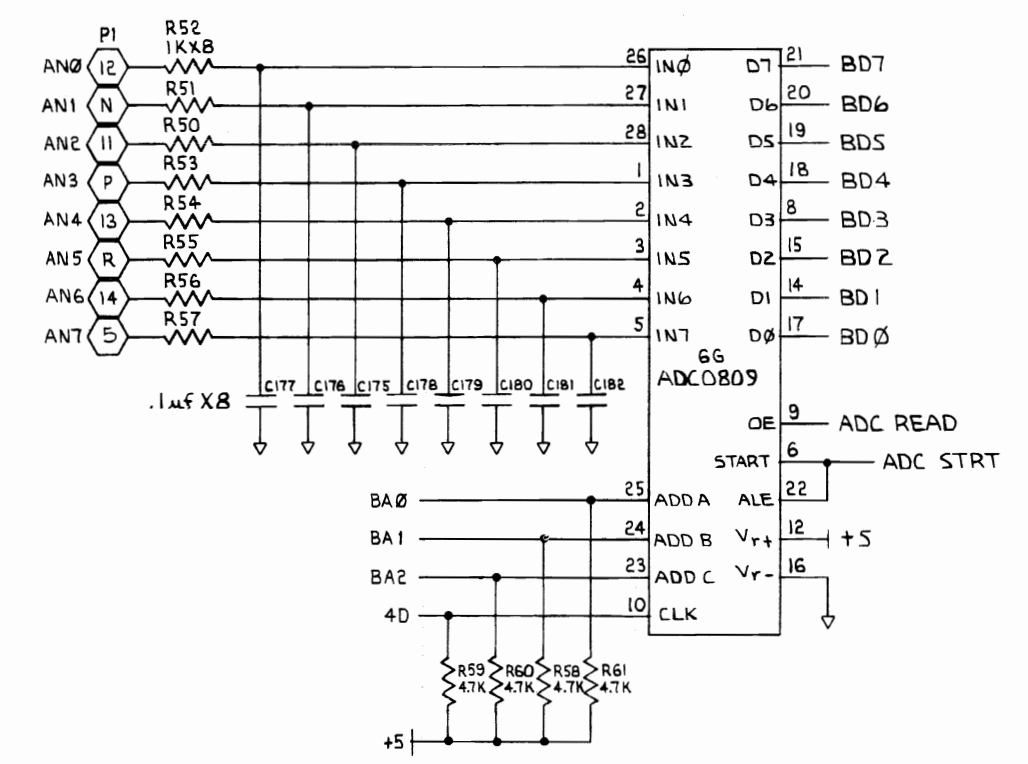 P1
R52
1KX8
AN0 12 26 INØ D7 21 BD7
R51
AN1 N 27 IN1 D6 20 BD6
R50
AN2 11 28 IN2 D5 19 BD5
R53
AN3 P 1 IN3 D4 18 BD4
R54
AN4 13 2 IN4 D3 8 BD3
R55
AN5 R 3 IN5 D2 15 BD2
R56
AN6 14 4 IN6 D1 14 BD1
R57
AN7 5 5 IN7 DØ 17 BDØ
6G
ADC0809
.1uf X8 C177 C176 C175 C178 C179 C180 C181 C182
OE 9 ADC READ
START 6 ADC STRT
BAØ 25 ADD A ALE 22
BA1 24 ADD B Vr+ 12 +5
BA2 23 ADD C Vr- 16
4D 10 CLK
R59 R60 R58 R61
4.7K 4.7K 4.7K 4.7K
+5